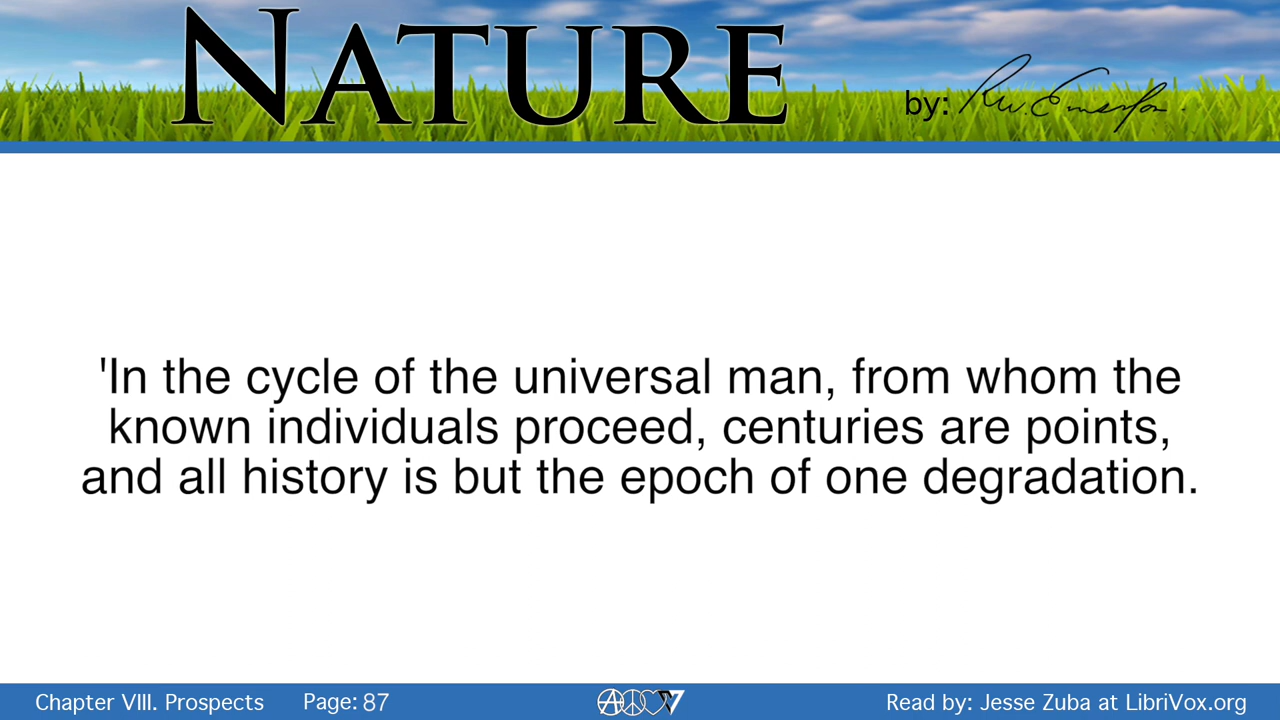 NATURE
by: R.W. Emerson.
'In the cycle of the universal man, from whom the
known individuals proceed, centuries are points,
and all history is but the epoch of one degradation.
Chapter VIII. Prospects Page: 87
Read by: Jesse Zuba at LibriVox.org